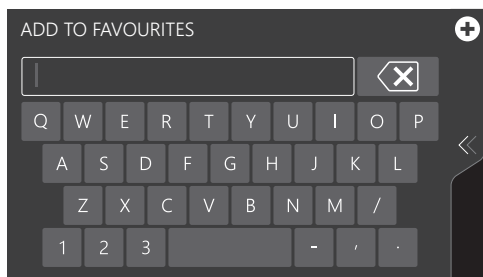 ADD TO FAVOURITES
Q W E R T Y U I O P
A S D F G H J K L
Z X C V B N M /
1 2 3 - , .